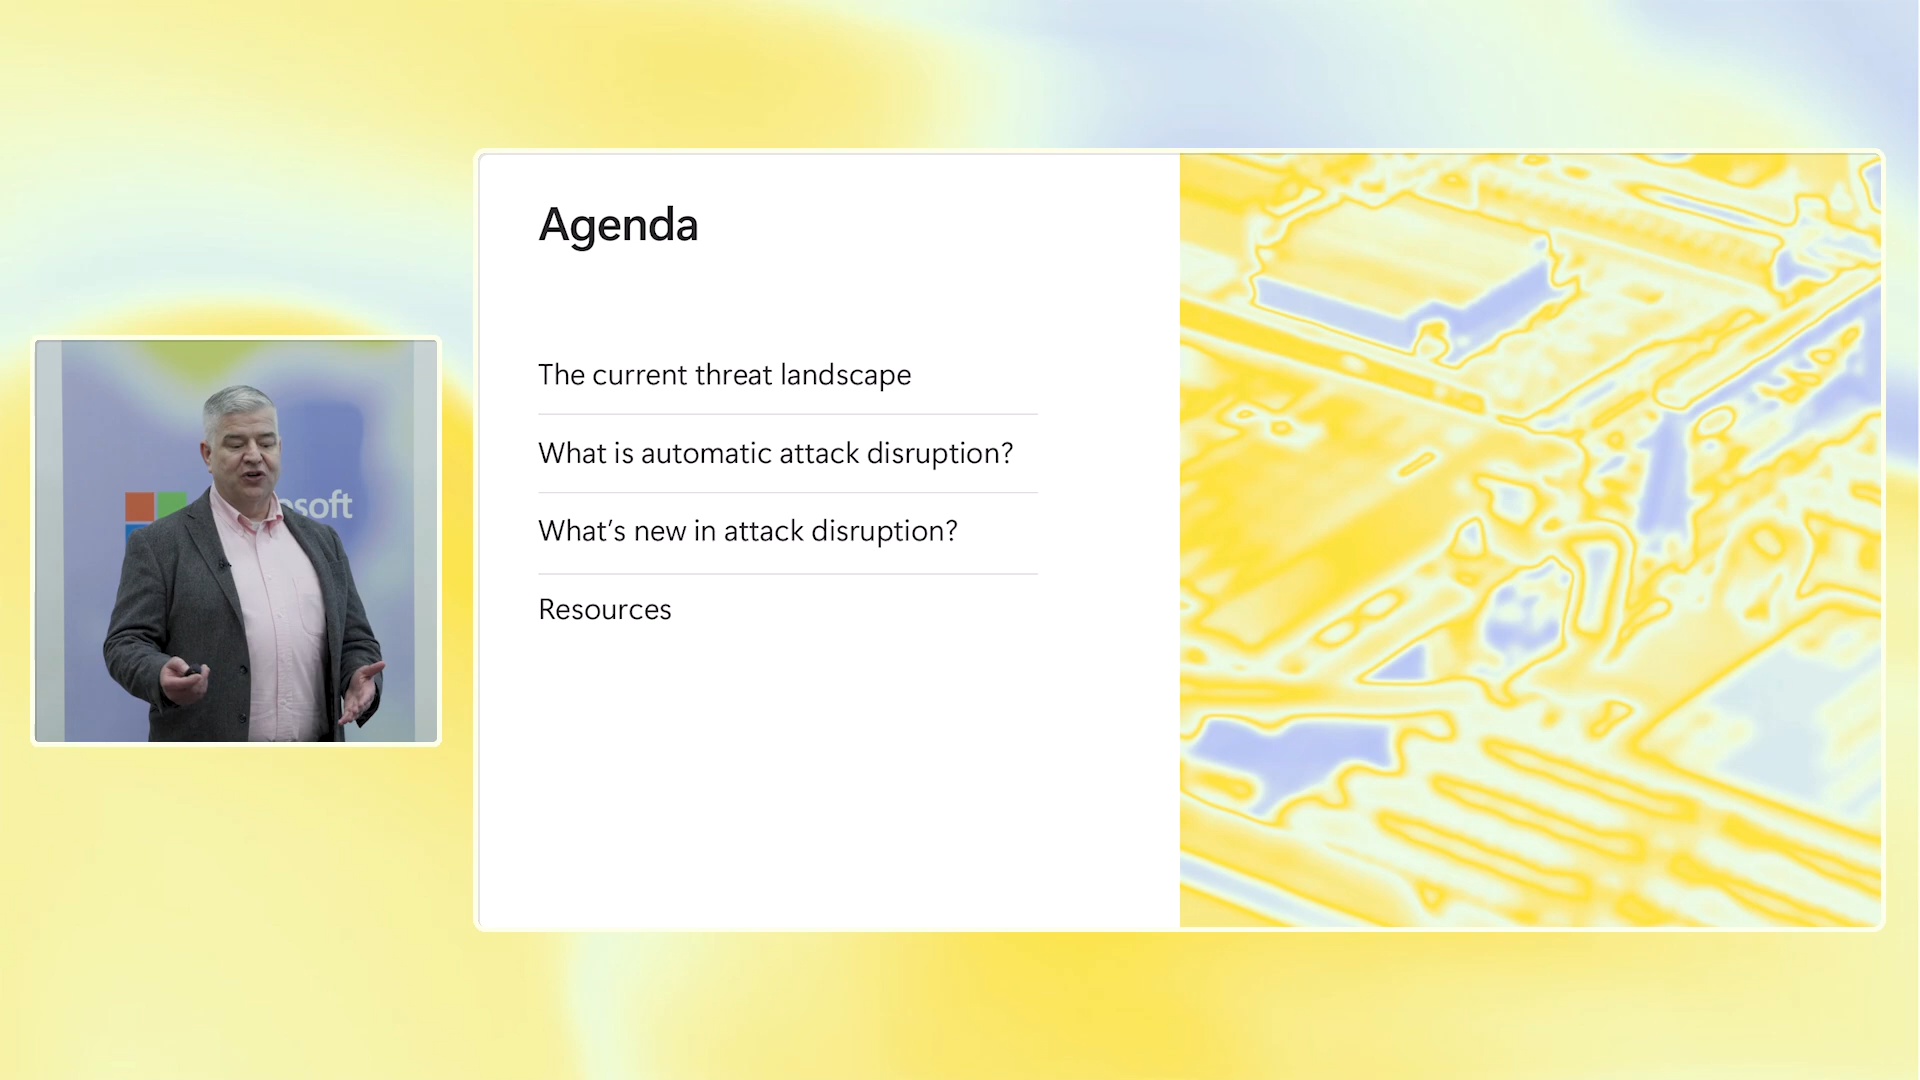 Agenda
The current threat landscape
What is automatic attack disruption?
What’s new in attack disruption?
Resources